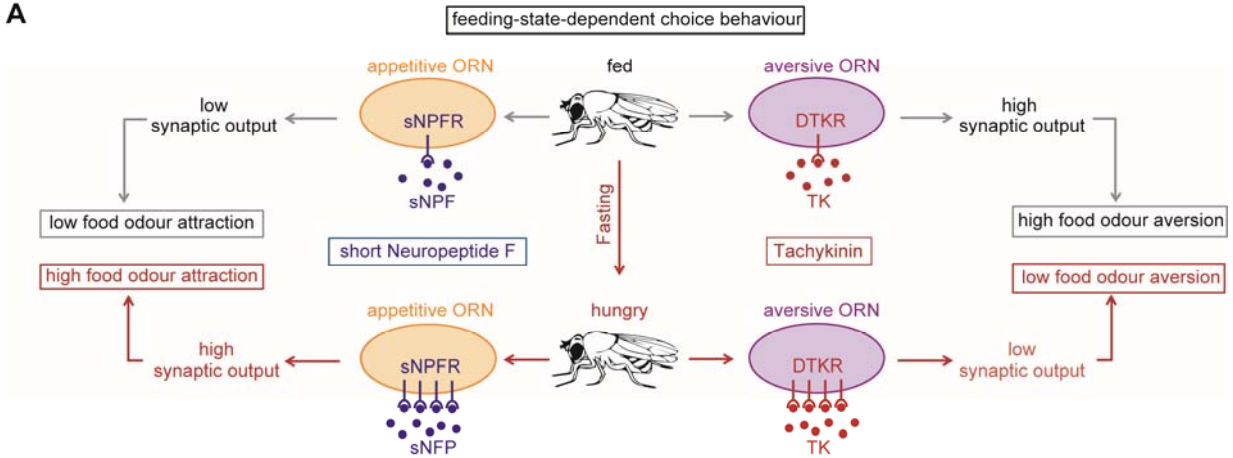 A
feeding-state-dependent choice behaviour
appetitive ORN
fed
aversive ORN
low
synaptic output
sNPFR
DTKR
high
synaptic output
sNPF
TK
low food odour attraction
high food odour aversion
Fasting
short Neuropeptide F
Tachykinin
high food odour attraction
low food odour aversion
appetitive ORN
hungry
aversive ORN
high
synaptic output
sNPFR
DTKR
low
synaptic output
sNFP
TK